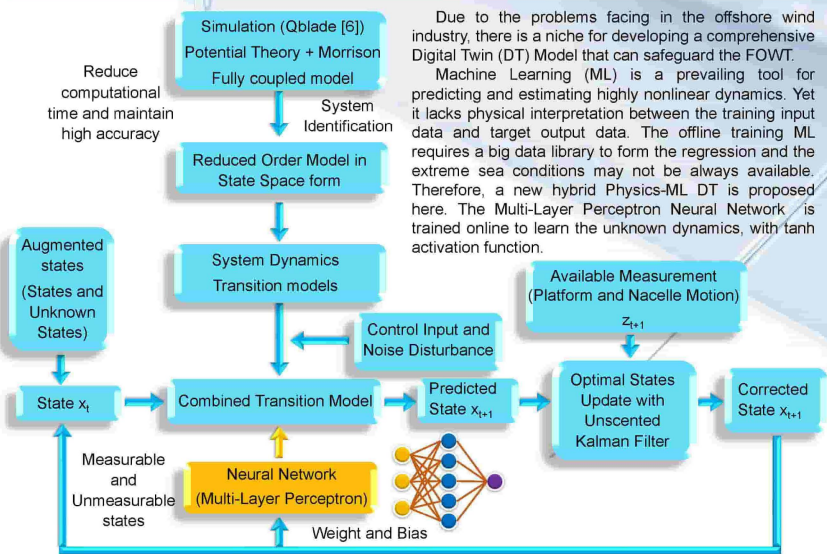 Simulation (Qblade [6])
Potential Theory + Morrison
Fully coupled model
Due to the problems facing in the offshore wind
industry, there is a niche for developing a comprehensive
Digital Twin (DT) Model that can safeguard the FOWT.
Machine Learning (ML) is a prevailing tool for
predicting and estimating highly nonlinear dynamics. Yet
it lacks physical interpretation between the training input
data and target output data. The offline training ML
requires a big data library to form the regression and the
extreme sea conditions may not be always available.
Therefore, a new hybrid Physics-ML DT is proposed
here. The Multi-Layer Perceptron Neural Network is
trained online to learn the unknown dynamics, with tanh
activation function.
Reduce
computational
time and maintain
high accuracy
System
Identification
Reduced Order Model in
State Space form
System Dynamics
Transition models
Augmented
states
(States and
Unknown
States)
Control Input and
Noise Disturbance
Available Measurement
(Platform and Nacelle Motion)
z_{t+1}
State x_t
Combined Transition Model
Predicted
State x_{t+1}
Optimal States
Update with
Unscented
Kalman Filter
Corrected
State x_{t+1}
Measurable
and
Unmeasurable
states
Neural Network
(Multi-Layer Perceptron)
Weight and Bias